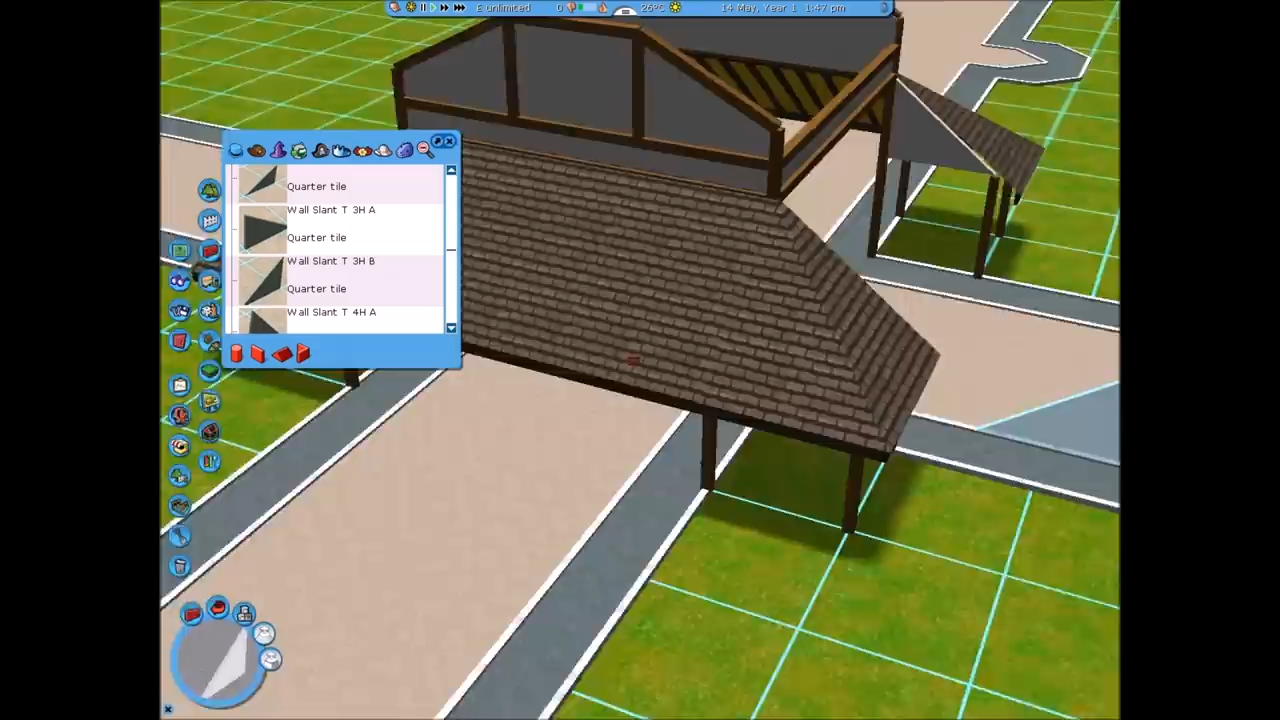 £ unlimited
0
26°C
14 May, Year 1 1:47 pm
Quarter tile
Wall Slant T 3H A
Quarter tile
Wall Slant T 3H B
Quarter tile
Wall Slant T 4H A